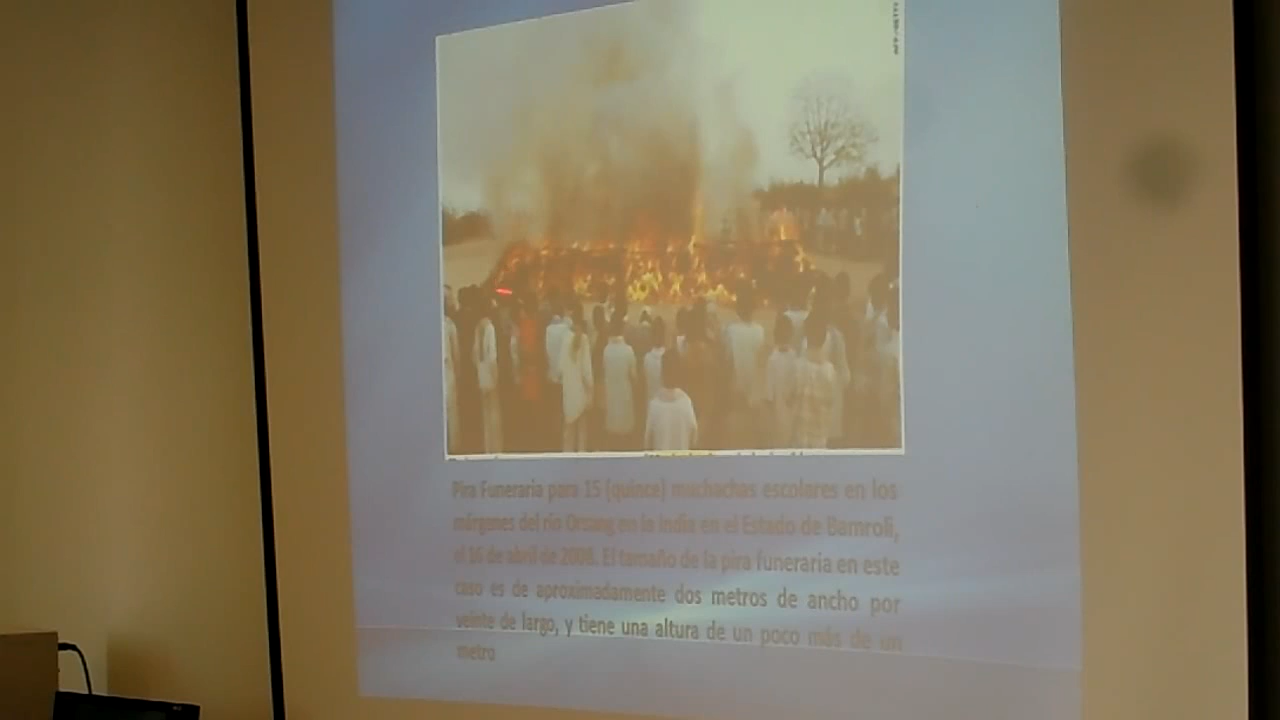 AFP/GETTY
Pira Funeraria para 15 (quince) muchachas escolares en los
márgenes del río Orsang en la India en el Estado de Bamroli,
el 16 de abril de 2008. El tamaño de la pira funeraria en este
caso es de aproximadamente dos metros de ancho por
veinte de largo, y tiene una altura de un poco más de un
metro